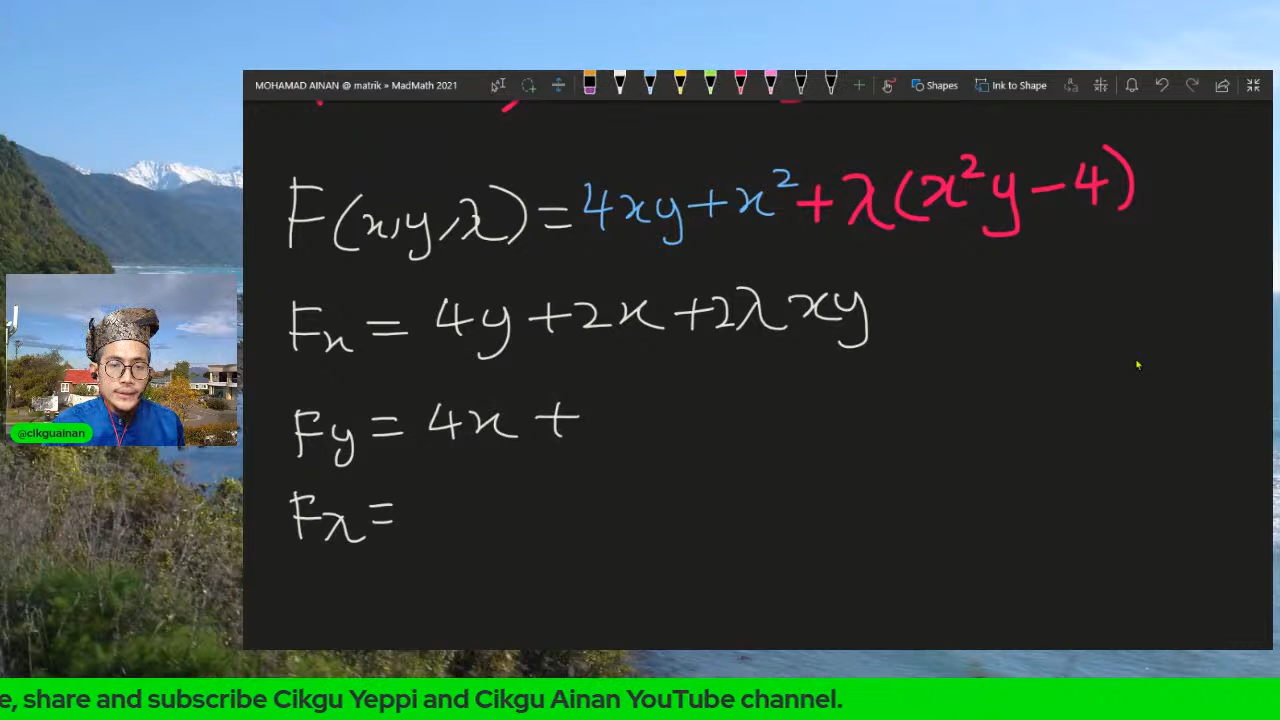 MOHAMAD AINAN @ matrik » MadMath 2021
Shapes
Ink to Shape
F(x,y,λ) = 4xy + x² + λ(x²y - 4)
Fx = 4y + 2x + 2λxy
Fy = 4x +
Fλ =
@cikguainan
e, share and subscribe Cikgu Yeppi and Cikgu Ainan YouTube channel.